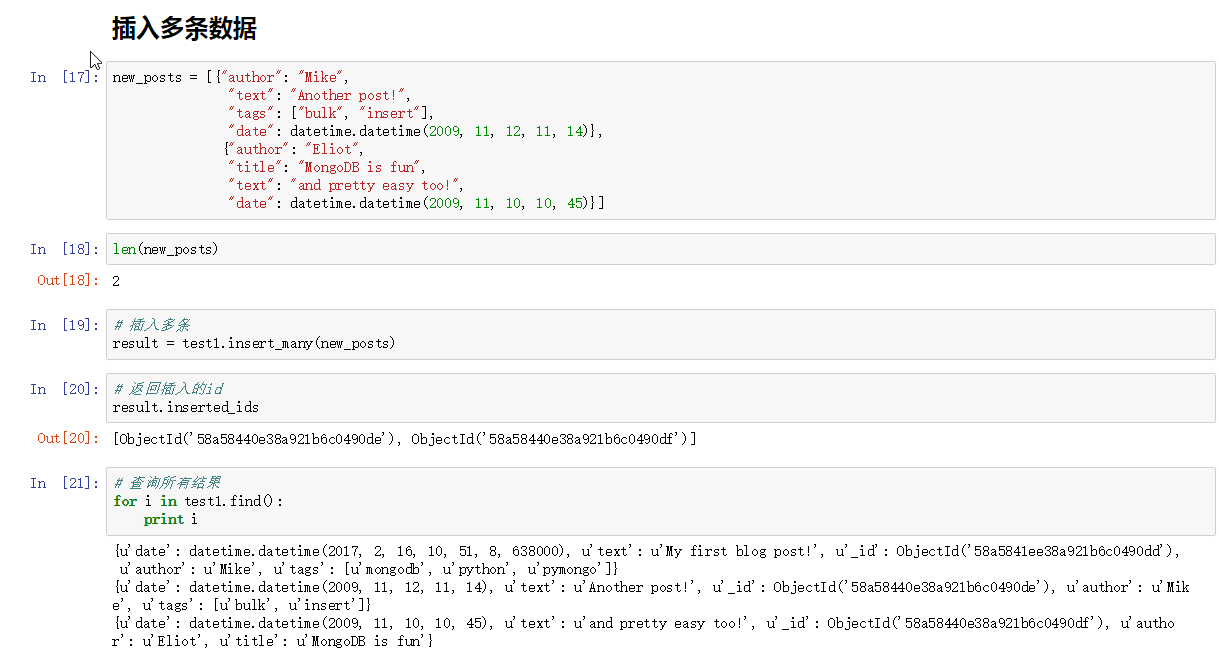 插入多条数据
In [17]: new_posts = [{"author": "Mike",
"text": "Another post!",
"tags": ["bulk", "insert"],
"date": datetime.datetime(2009, 11, 12, 11, 14)},
{"author": "Eliot",
"title": "MongoDB is fun",
"text": "and pretty easy too!",
"date": datetime.datetime(2009, 11, 10, 10, 45)}]
In [18]: len(new_posts)
Out[18]: 2
In [19]: # 插入多条
result = test1.insert_many(new_posts)
In [20]: # 返回插入的id
result.inserted_ids
Out[20]: [ObjectId('58a58440e38a921b6c0490de'), ObjectId('58a58440e38a921b6c0490df')]
In [21]: # 查询所有结果
for i in test1.find():
print i
{u'date': datetime.datetime(2017, 2, 16, 10, 51, 8, 638000), u'text': u'My first blog post!', u'_id': ObjectId('58a5841ee38a921b6c0490dd'),
u'author': u'Mike', u'tags': [u'mongodb', u'python', u'pymongo']}
{u'date': datetime.datetime(2009, 11, 12, 11, 14), u'text': u'Another post!', u'_id': ObjectId('58a58440e38a921b6c0490de'), u'author': u'Mik
e', u'tags': [u'bulk', u'insert']}
{u'date': datetime.datetime(2009, 11, 10, 10, 45), u'text': u'and pretty easy too!', u'_id': ObjectId('58a58440e38a921b6c0490df'), u'autho
r': u'Eliot', u'title': u'MongoDB is fun'}